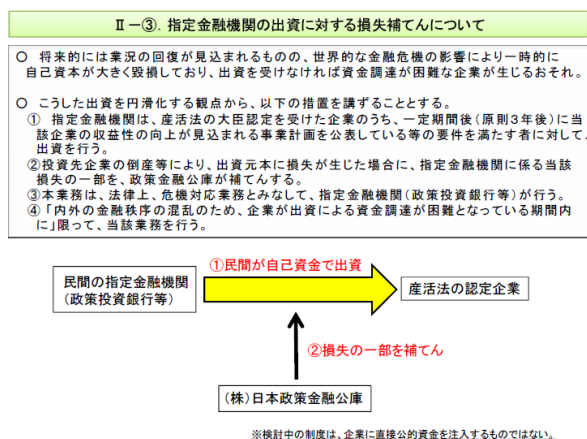 Ⅱ－③．指定金融機関の出資に対する損失補てんについて
○ 将来的には業況の回復が見込まれるものの、世界的な金融危機の影響により一時的に
自己資本が大きく毀損しており、出資を受けなければ資金調達が困難な企業が生じるおそれ。
○ こうした出資を円滑化する観点から、以下の措置を講ずることとする。
① 指定金融機関は、産活法の大臣認定を受けた企業のうち、一定期間後（原則３年後）に当
該企業の収益性の向上が見込まれる事業計画を公表している等の要件を満たす者に対して、
出資を行う。
②投資先企業の倒産等により、出資元本に損失が生じた場合に、指定金融機関に係る当該
損失の一部を、政策金融公庫が補てんする。
③本業務は、法律上、危機対応業務とみなして、指定金融機関（政策投資銀行等）が行う。
④「内外の金融秩序の混乱のため、企業が出資による資金調達が困難となっている期間内
に」限って、当該業務を行う。
①民間が自己資金で出資
民間の指定金融機関
（政策投資銀行等）
産活法の認定企業
②損失の一部を補てん
（株）日本政策金融公庫
※検討中の制度は、企業に直接公的資金を注入するものではない。